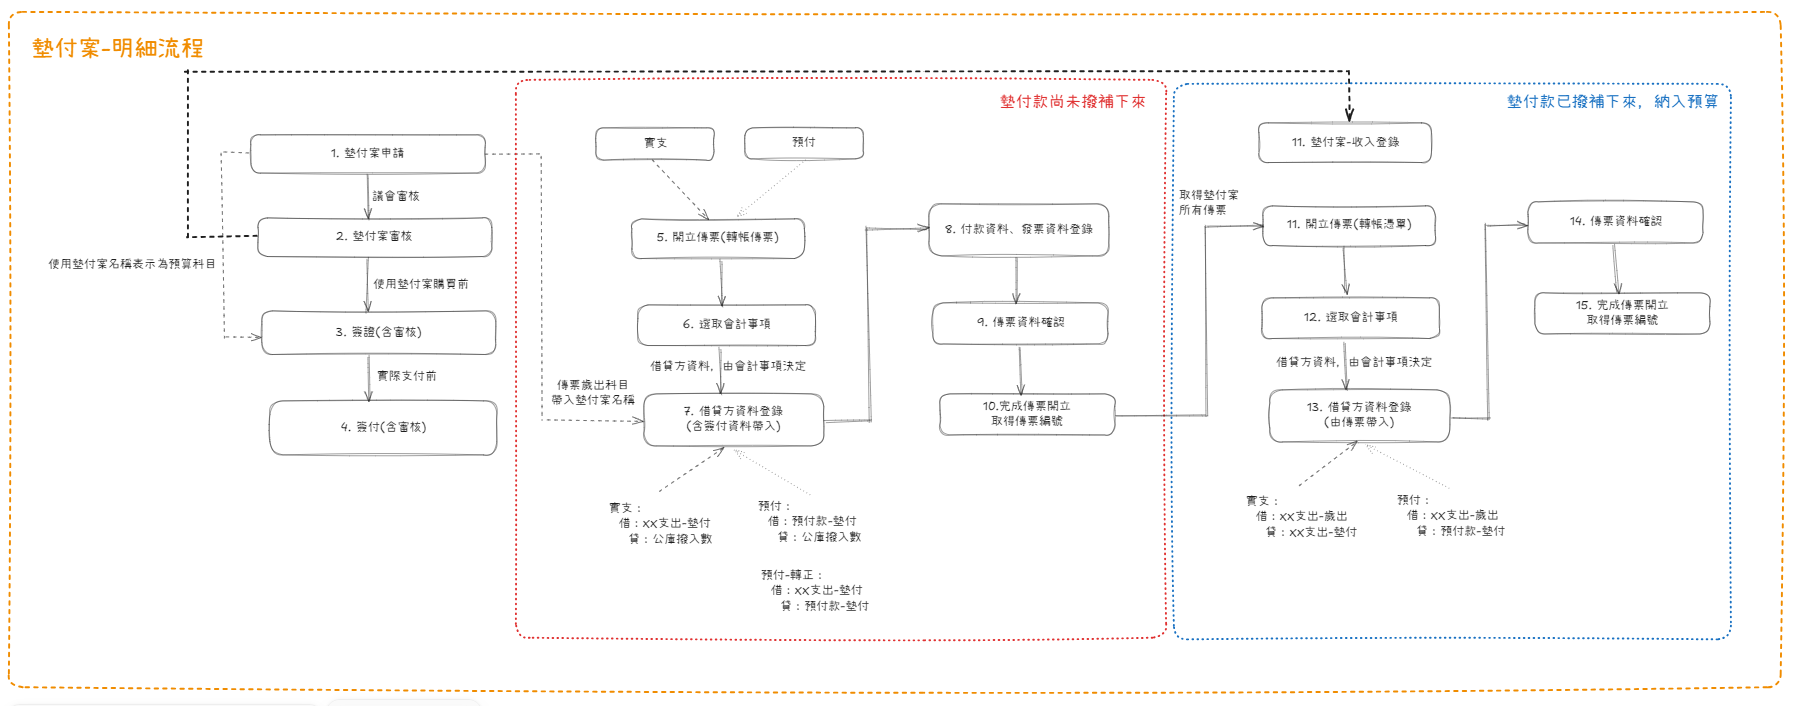 墊付案-明細流程
1. 墊付案申請
議會審核
2. 墊付案審核
使用墊付案名稱表示為預算科目
使用墊付案購買前
3. 簽證(含審核)
實際支付前
4. 簽付(含審核)
墊付款尚未撥補下來
實支
預付
5. 開立傳票(轉帳傳票)
6. 選取會計事項
借貸方資料,由會計事項決定
傳票歲出科目
帶入墊付案名稱
7. 借貸方資料登錄
(含簽付資料帶入)
實支:
借:xx支出-墊付
貸:公庫撥入數
預付:
借:預付款-墊付
貸:公庫撥入數
預付-轉正:
借:xx支出-墊付
貸:預付款-墊付
8. 付款資料、發票資料登錄
9. 傳票資料確認
10.完成傳票開立
取得傳票編號
墊付款已撥補下來,納入預算
11. 墊付案-收入登錄
取得墊付案
所有傳票
11. 開立傳票(轉帳憑單)
12. 選取會計事項
借貸方資料,由會計事項決定
13. 借貸方資料登錄
(由傳票帶入)
實支:
借:xx支出-歲出
貸:xx支出-墊付
預付:
借:xx支出-歲出
貸:預付款-墊付
14. 傳票資料確認
15. 完成傳票開立
取得傳票編號